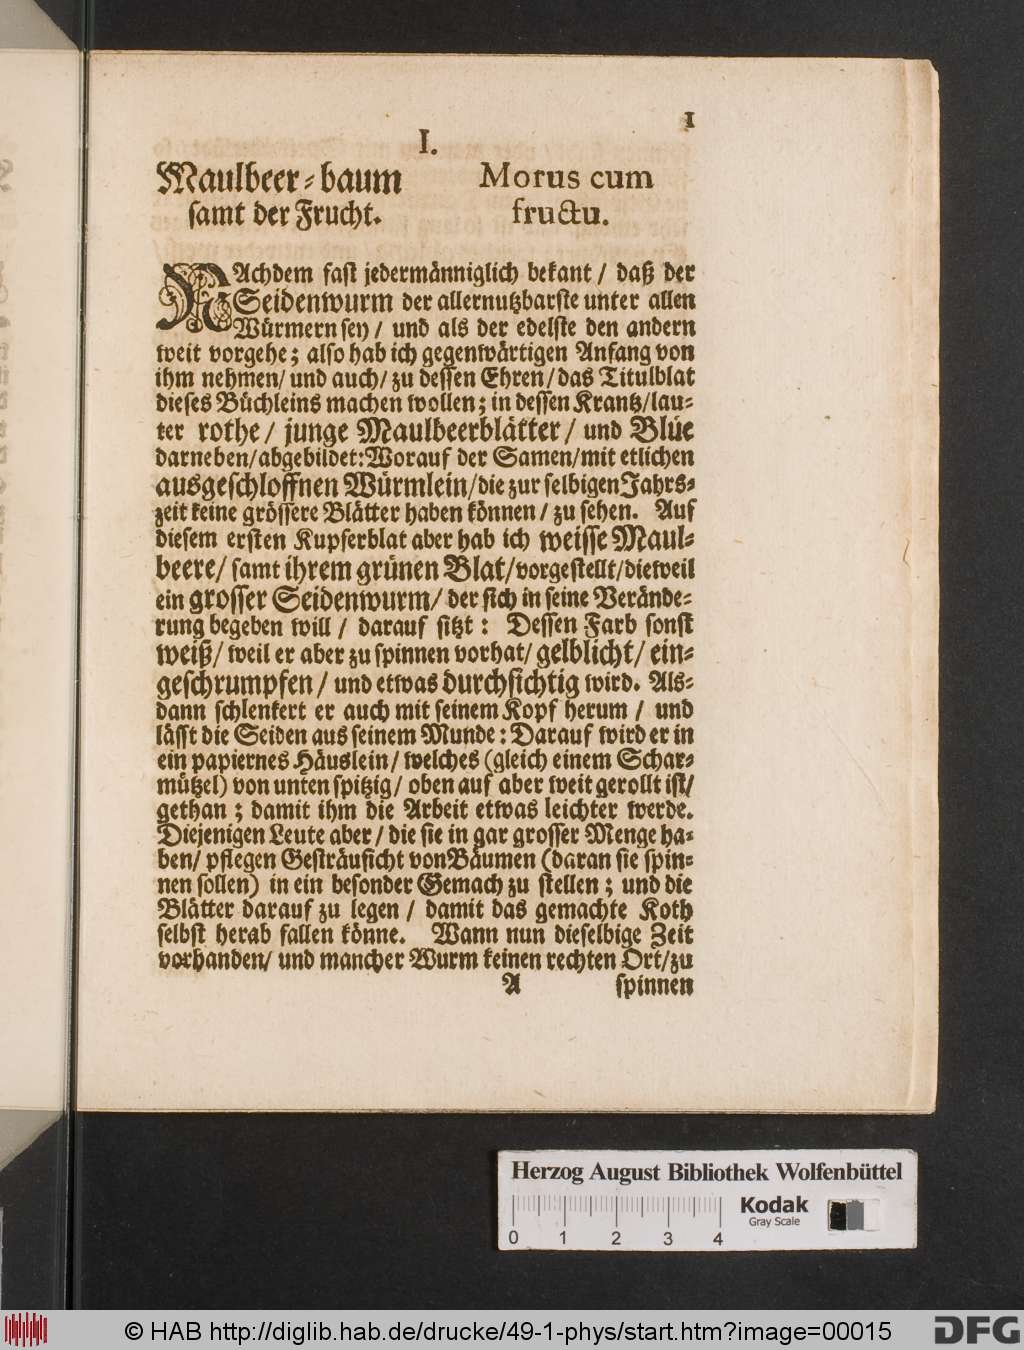 1
I.
Maulbeer-baum
samt der Frucht.
Morus cum
fructu.
NAchdem fast jedermänniglich bekant / daß der
Seidenwurm der allernutzbarste unter allen
Würmern sey / und als der edelste den andern
weit vorgehe; also hab ich gegenwärtigen Anfang von
ihm nehmen / und auch / zu dessen Ehren / das Titulblat
dieses Büchleins machen wollen; in dessen Krantz / lau-
ter rothe / junge Maulbeerblätter / und Blüe
darneben / abgebildet: Worauf der Samen / mit etlichen
ausgeschloffnen Würmlein / die zur selbigen Jahrs-
zeit keine grössere Blätter haben können / zu sehen. Auf
diesem ersten Kupferblat aber hab ich weisse Maul-
beere / samt ihrem grünen Blat / vorgestellt / dieweil
ein grosser Seidenwurm / der sich in seine Verände-
rung begeben will / darauf sitzt: Dessen Farb sonst
weiß / weil er aber zu spinnen vorhat / gelblicht / ein-
geschrumpfen / und etwas durchsichtig wird. Als-
dann schlenkert er auch mit seinem Kopf herum / und
lässt die Seiden aus seinem Munde: Darauf wird er in
ein papiernes Häuslein / welches (gleich einem Schar-
mützel) von unten spitzig / oben auf aber weit gerollt ist /
gethan; damit ihm die Arbeit etwas leichter werde.
Diejenigen Leute aber / die sie in gar grosser Menge ha-
ben / pflegen Gesträusicht von Bäumen (daran sie spin-
nen sollen) in ein besonder Gemach zu stellen; und die
Blätter darauf zu legen / damit das gemachte Koth
selbst herab fallen könne. Wann nun dieselbige Zeit
vorhanden / und mancher Wurm keinen rechten Ort / zu
A spinnen
Herzog August Bibliothek Wolfenbüttel
0 1 2 3 4
Kodak
Gray Scale
© HAB http://diglib.hab.de/drucke/49-1-phys/start.htm?image=00015
DFG